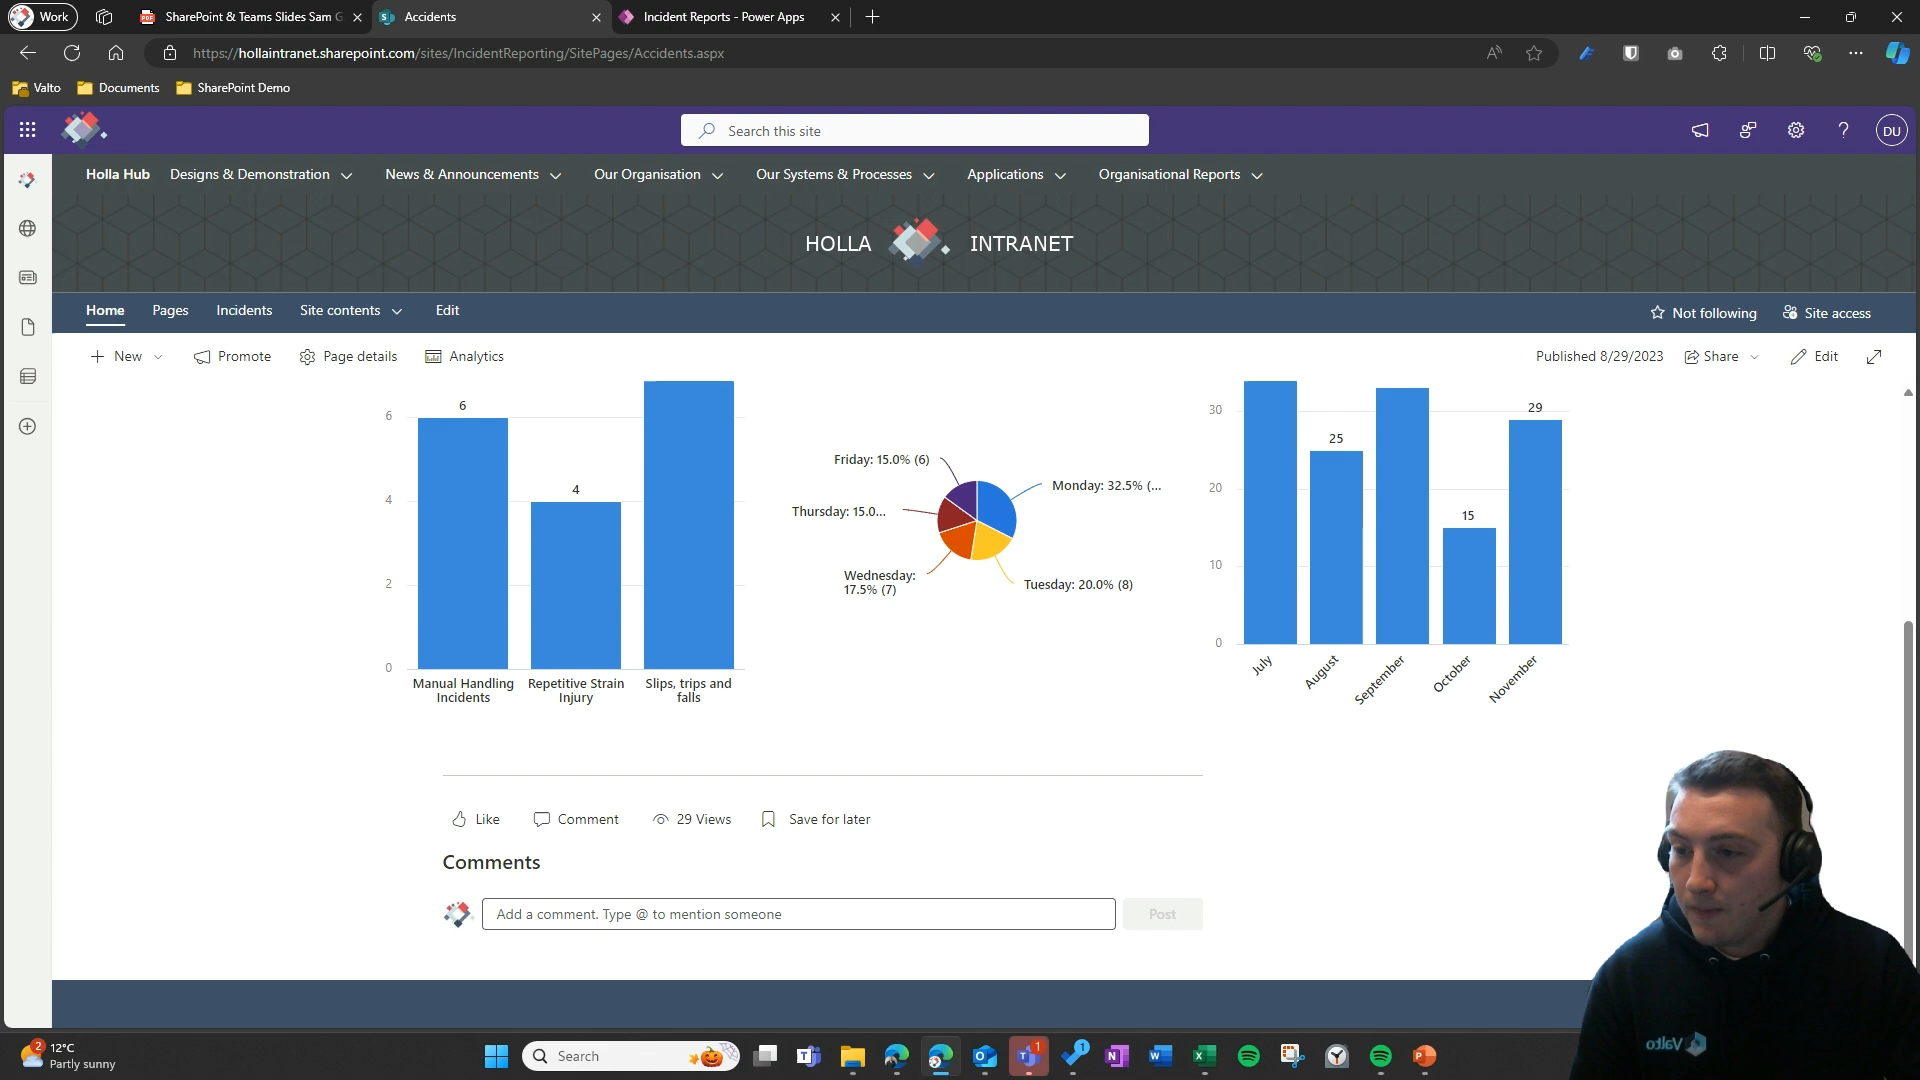 Work
SharePoint & Teams Slides Sam G
Accidents
Incident Reports - Power Apps
https://hollaintranet.sharepoint.com/sites/IncidentReporting/SitePages/Accidents.aspx
Valto
Documents
SharePoint Demo
Search this site
DU
Holla Hub
Designs & Demonstration
News & Announcements
Our Organisation
Our Systems & Processes
Applications
Organisational Reports
HOLLA
INTRANET
Home
Pages
Incidents
Site contents
Edit
Not following
Site access
New
Promote
Page details
Analytics
Published 8/29/2023
Share
Edit
6
4
2
0
6
4
Manual Handling
Incidents
Repetitive Strain
Injury
Slips, trips and
falls
Friday: 15.0% (6)
Monday: 32.5% (...
Thursday: 15.0...
Wednesday:
17.5% (7)
Tuesday: 20.0% (8)
30
20
10
0
25
15
29
July
August
September
October
November
Like
Comment
29 Views
Save for later
Comments
Add a comment. Type @ to mention someone
Post
2
12°C
Partly sunny
Search
1
1
Valto